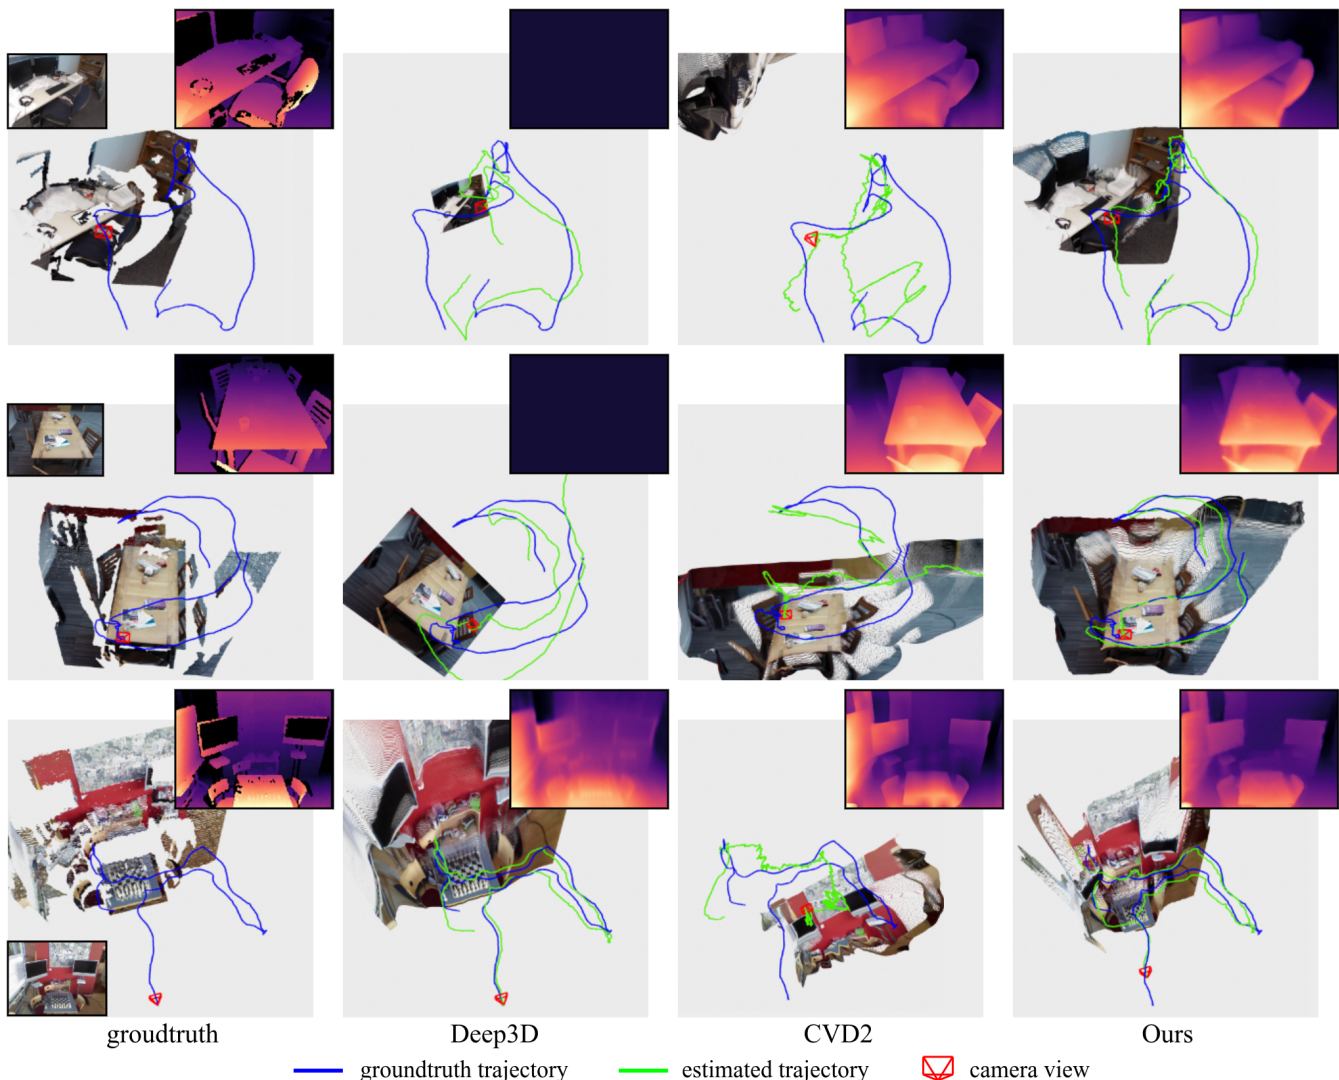 groudtruth
Deep3D
CVD2
Ours
groundtruth trajectory
estimated trajectory
camera view